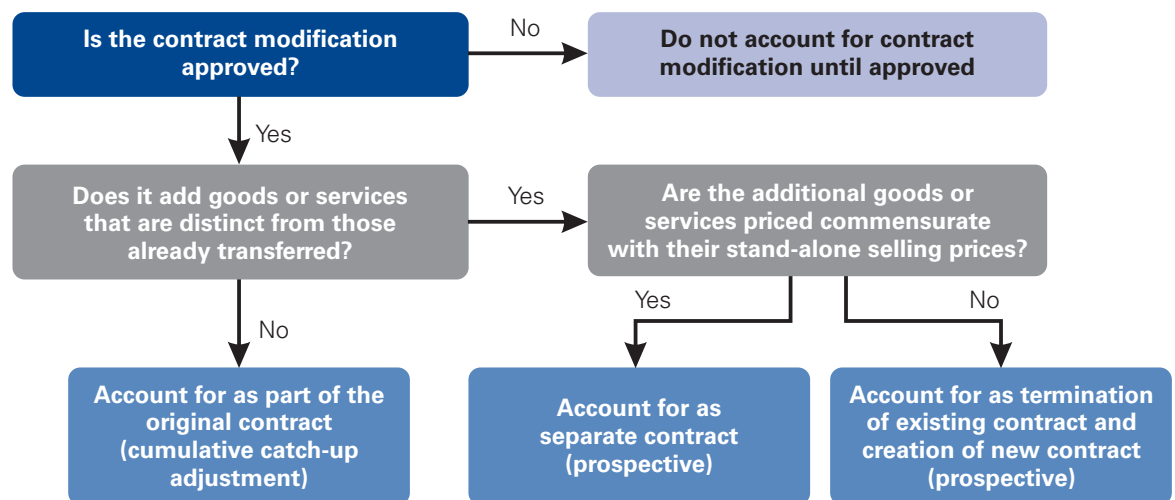 Is the contract modification
approved?
No
Do not account for contract
modification until approved
Yes
Does it add goods or services
that are distinct from those
already transferred?
Yes
Are the additional goods or
services priced commensurate
with their stand-alone selling prices?
No
Yes
No
Account for as part of the
original contract
(cumulative catch-up
adjustment)
Account for as
separate contract
(prospective)
Account for as termination
of existing contract and
creation of new contract
(prospective)